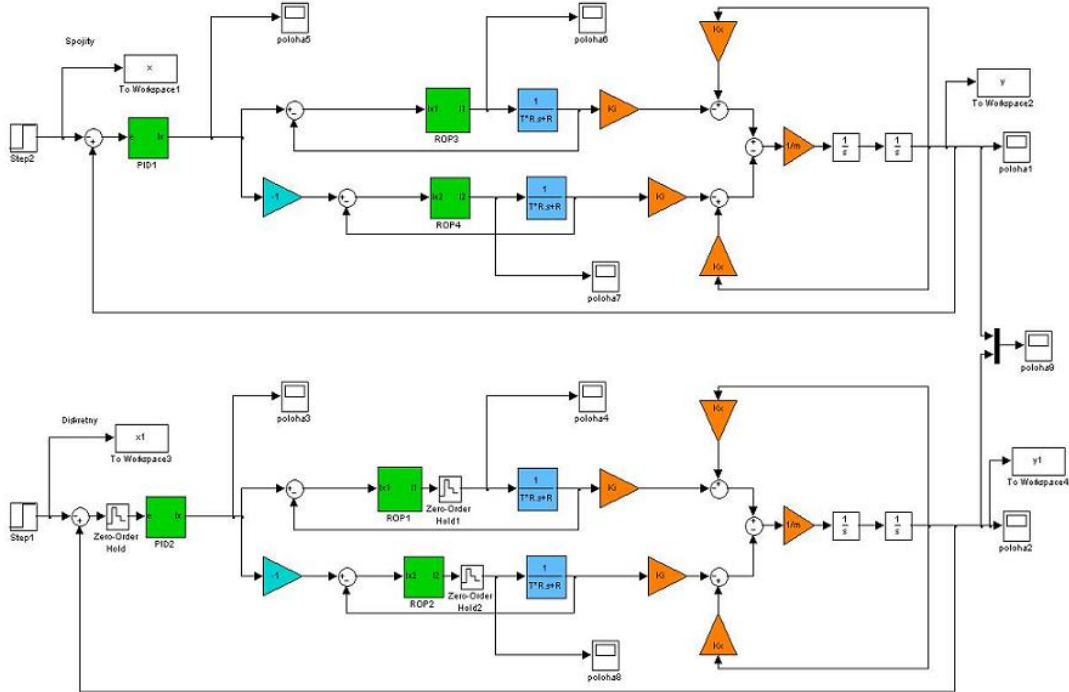 poloha5
poloha6
Kx
Spojity
x
To Workspace1
y
To Workspace2
Step2
e Ix
PID1
Ix1 I1
ROP3
1
T*R.s+R
Ki
1/m
1
s
1
s
poloha1
-1
Ix2 I2
ROP4
1
T*R.s+R
Ki
Kx
poloha7
poloha9
poloha3
poloha4
Kx
Diskretny
x1
To Workspace3
y1
To Workspace4
Step1
Zero-Order
Hold
e Ix
PID2
Ix1 I1
ROP1
Zero-Order
Hold1
1
T*R.s+R
Ki
1/m
1
s
1
s
poloha2
-1
Ix2 I2
ROP2
Zero-Order
Hold2
1
T*R.s+R
Ki
Kx
poloha8